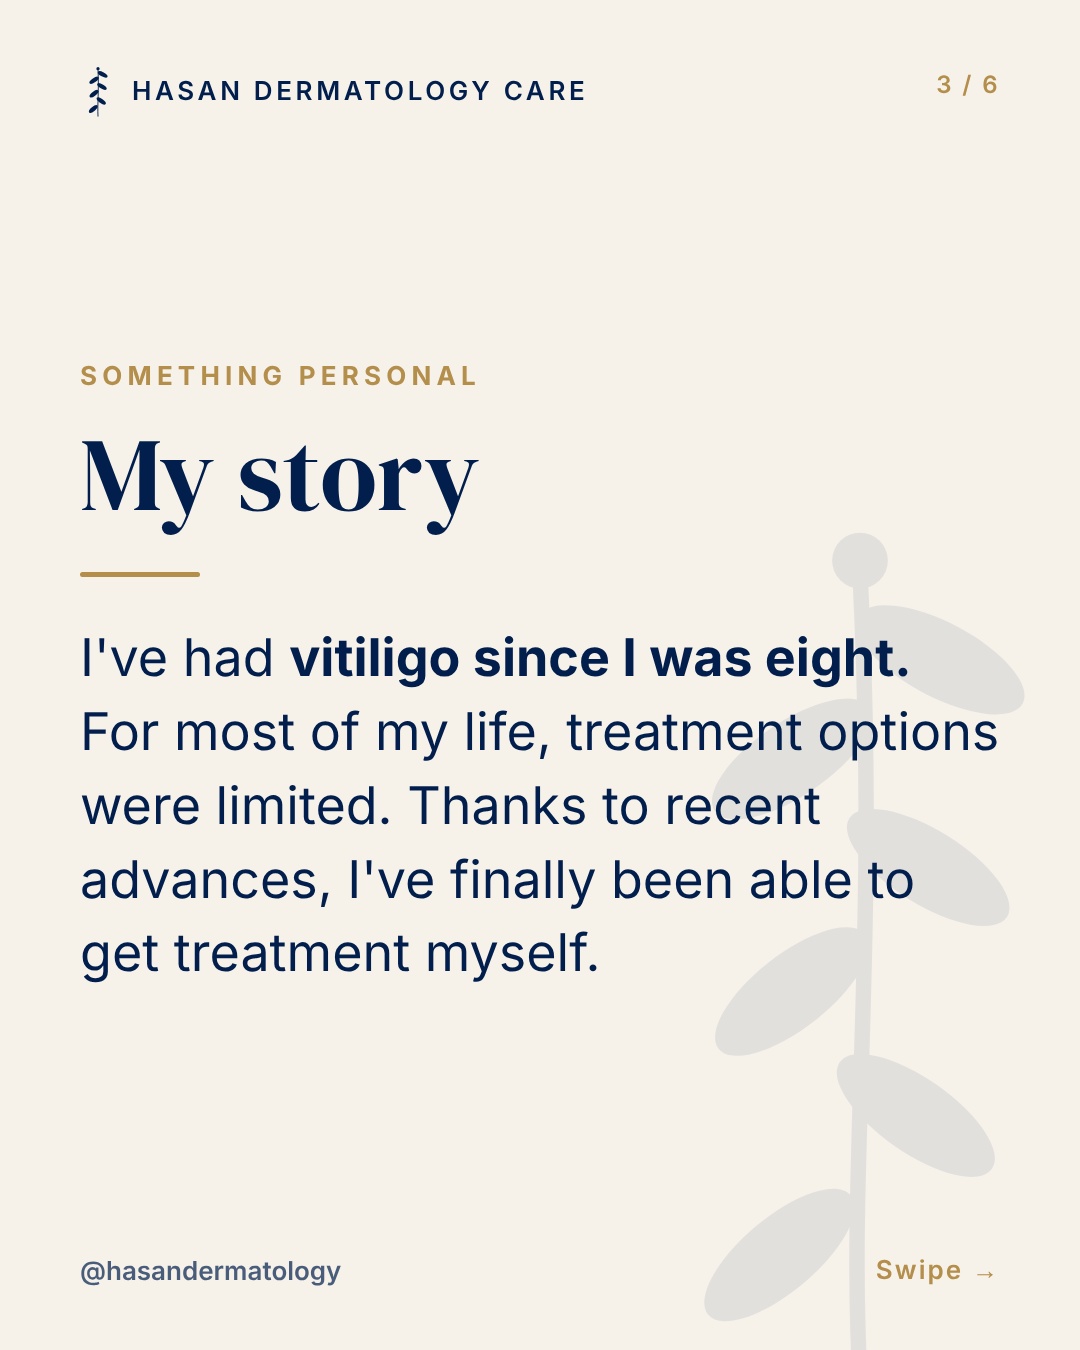 HASAN DERMATOLOGY CARE
3 / 6
SOMETHING PERSONAL
My story
I've had vitiligo since I was eight.
For most of my life, treatment options
were limited. Thanks to recent
advances, I've finally been able to
get treatment myself.
@hasandermatology
Swipe →